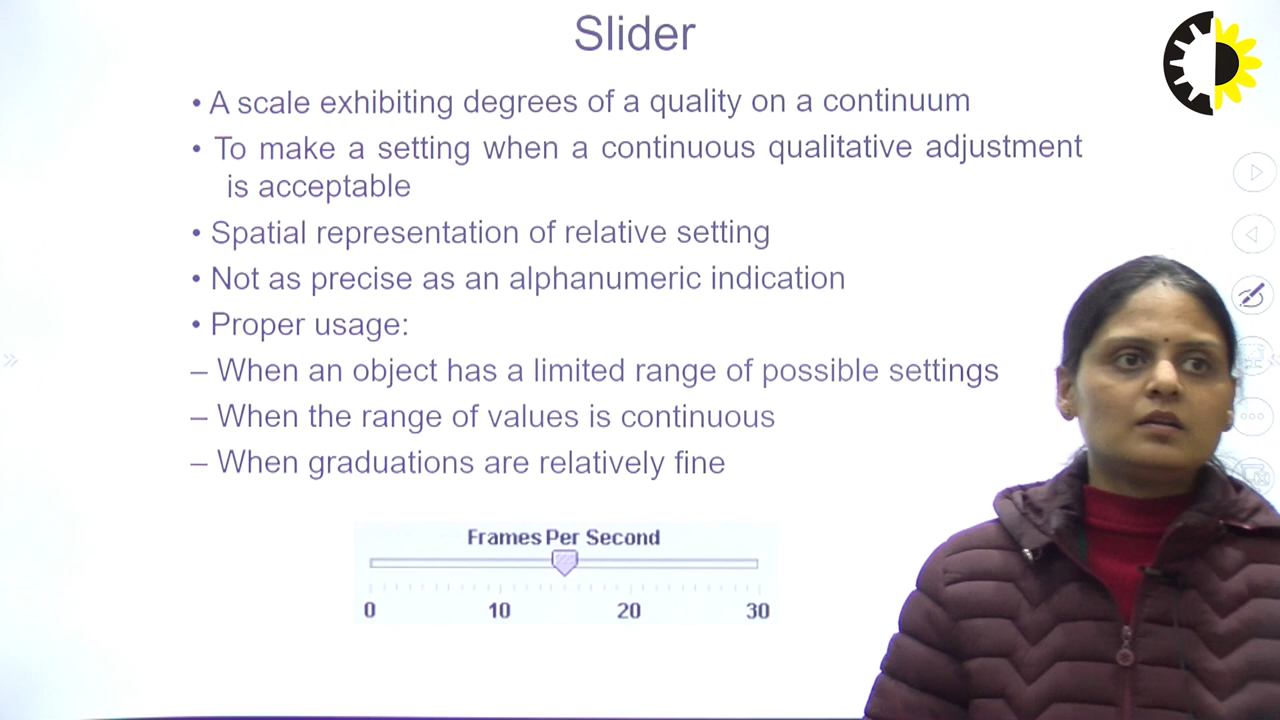 Slider
• A scale exhibiting degrees of a quality on a continuum
• To make a setting when a continuous qualitative adjustment
is acceptable
• Spatial representation of relative setting
• Not as precise as an alphanumeric indication
• Proper usage:
– When an object has a limited range of possible settings
– When the range of values is continuous
– When graduations are relatively fine
Frames Per Second
0 10 20 30